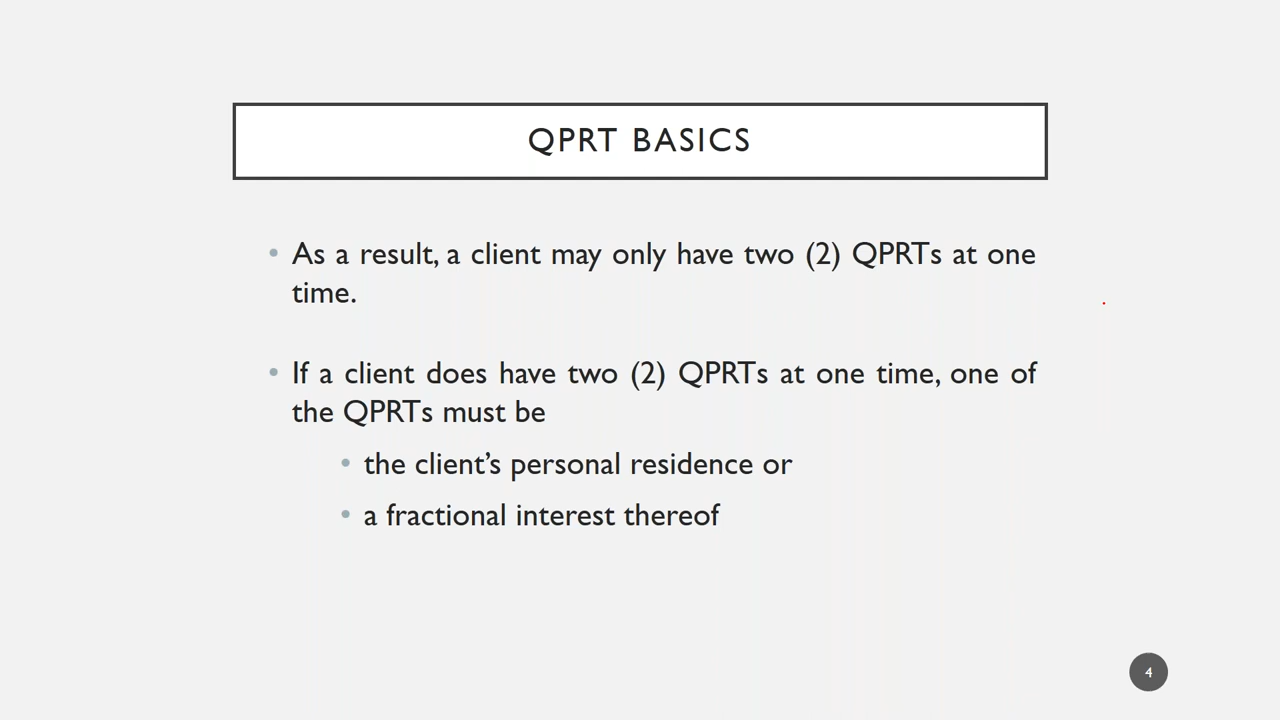 QPRT BASICS
• As a result, a client may only have two (2) QPRTs at one
time.
• If a client does have two (2) QPRTs at one time, one of
the QPRTs must be
• the client’s personal residence or
• a fractional interest thereof
4